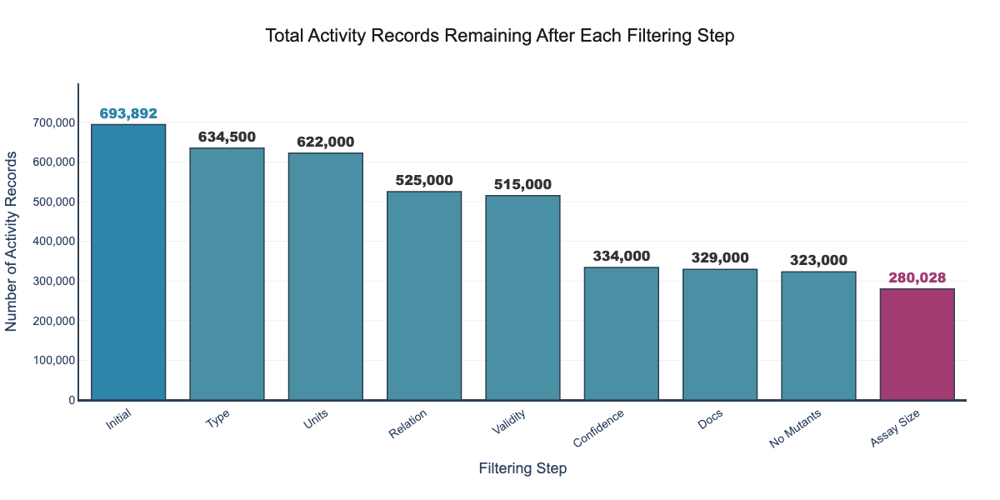 Total Activity Records Remaining After Each Filtering Step
Number of Activity Records
700,000
600,000
500,000
400,000
300,000
200,000
100,000
0
693,892
634,500
622,000
525,000
515,000
334,000
329,000
323,000
280,028
Initial
Type
Units
Relation
Validity
Confidence
Docs
No Mutants
Assay Size
Filtering Step